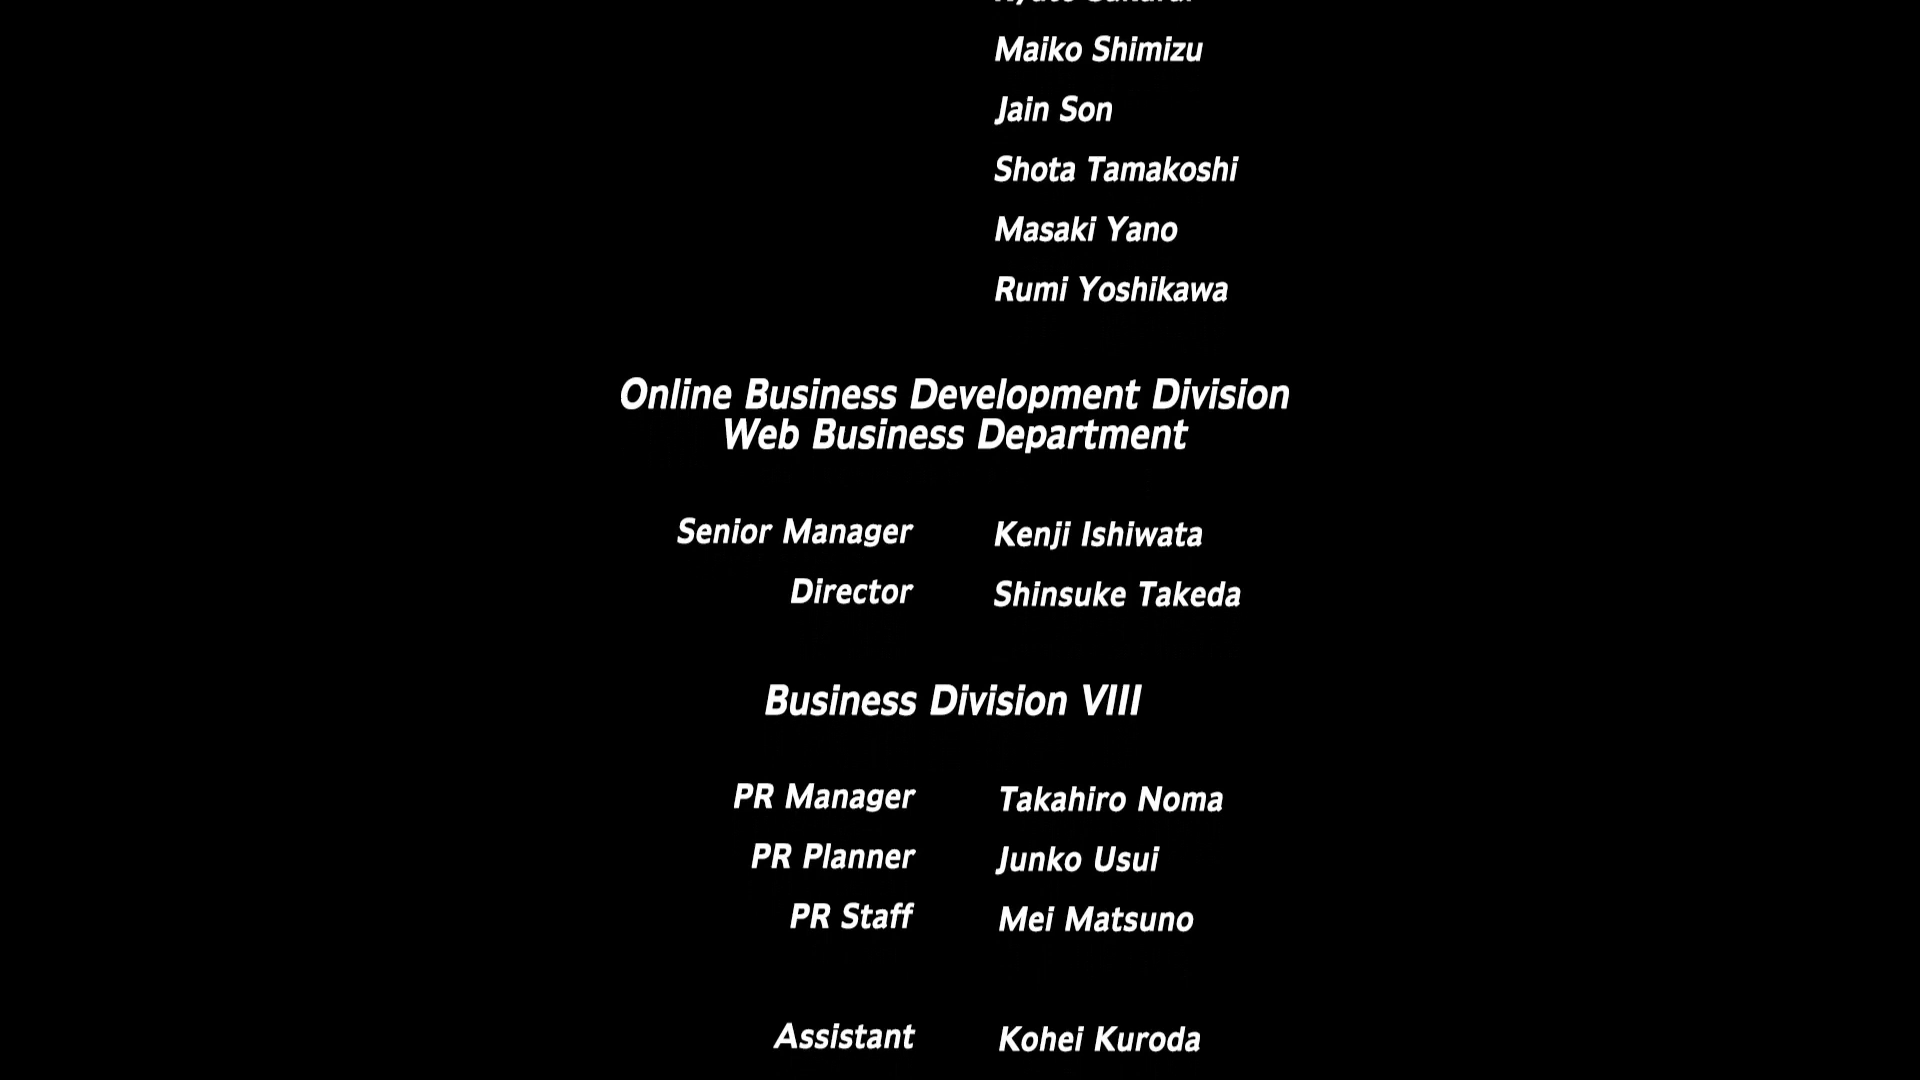 Maiko Shimizu
Jain Son
Shota Tamakoshi
Masaki Yano
Rumi Yoshikawa
Online Business Development Division
Web Business Department
Senior Manager Kenji Ishiwata
Director Shinsuke Takeda
Business Division VIII
PR Manager Takahiro Noma
PR Planner Junko Usui
PR Staff Mei Matsuno
Assistant Kohei Kuroda